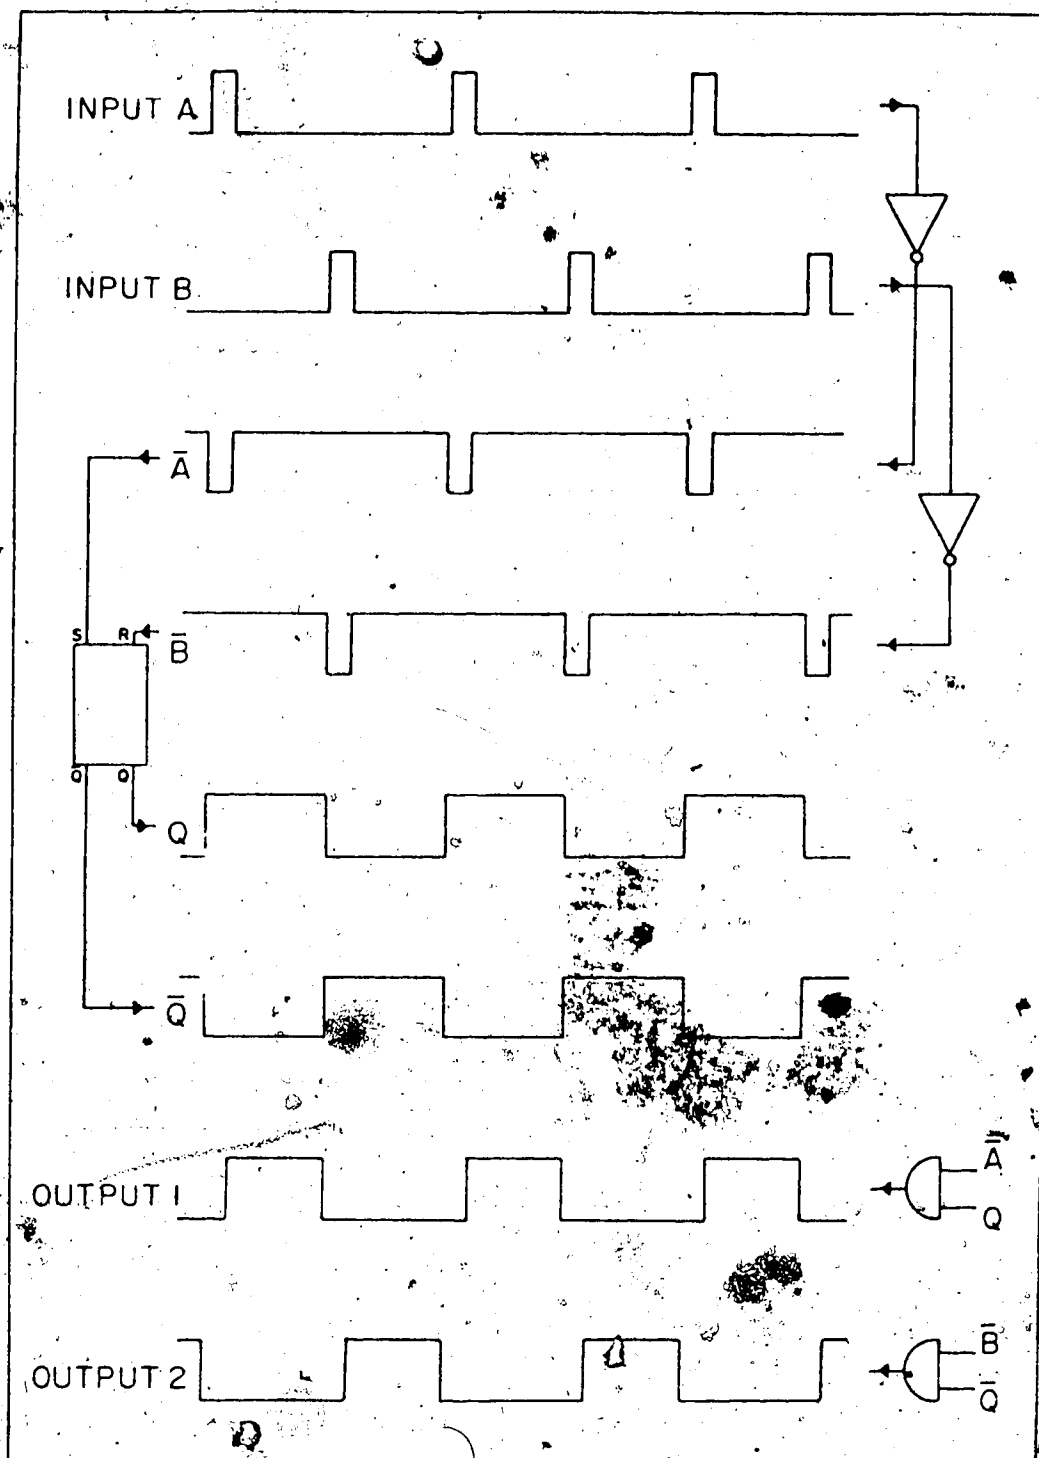 INPUT A
INPUT B
A̅
S R
B̅
Q̅ Q
Q
Q̅
A̅
OUTPUT 1
Q
B̅
OUTPUT 2
Q̅